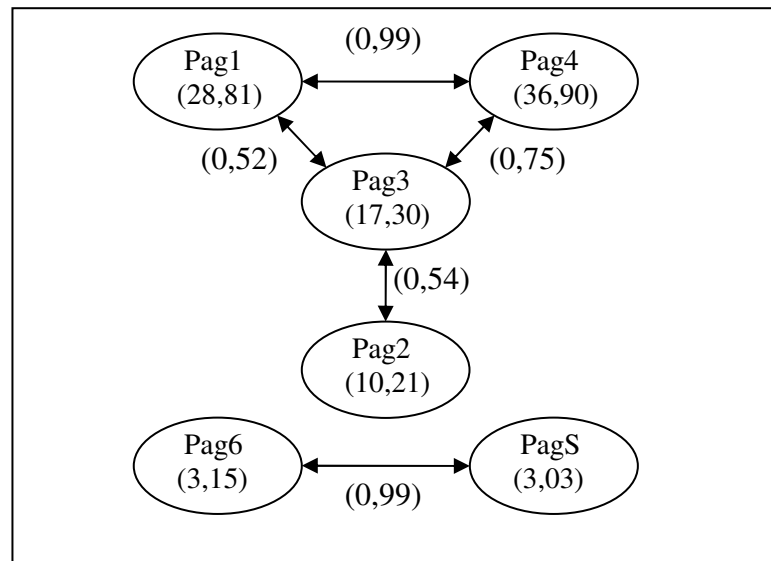 (0,99)
Pag1
(28,81)
Pag4
(36,90)
(0,52)
(0,75)
Pag3
(17,30)
(0,54)
Pag2
(10,21)
Pag6
(3,15)
PagS
(3,03)
(0,99)